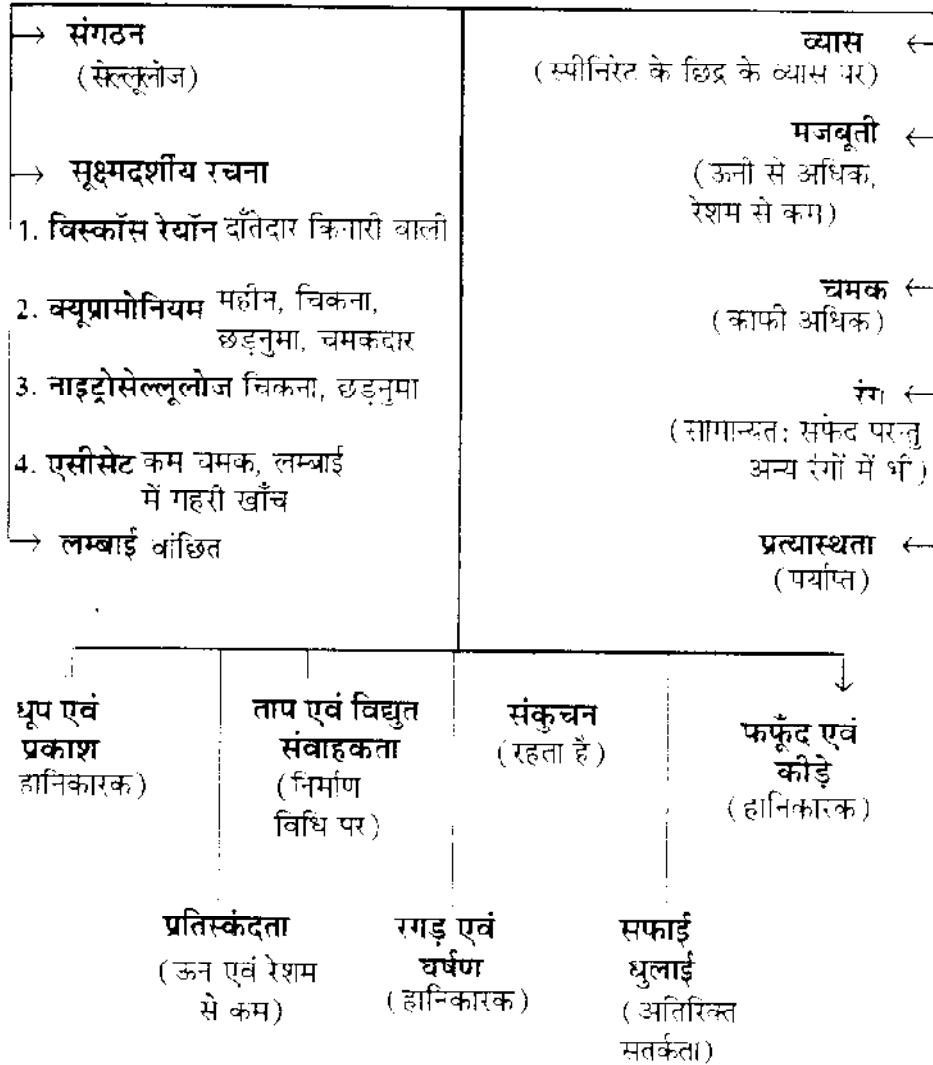 संगठन
(सेल्लूलोज)
सूक्ष्मदर्शीय रचना
1. विस्कॉस रेयॉन दाँतेदार किनारी वाली
2. क्यूप्रामोनियम महीन, चिकना,
छड़नुमा, चमकदार
3. नाइट्रोसेल्लूलोज चिकना, छड़नुमा
4. एसीसेट कम चमक, लम्बाई
में गहरी खाँच
लम्बाई वांछित
व्यास
(स्पीनिरेट के छिद्र के व्यास पर)
मजबूती
(ऊनी से अधिक,
रेशम से कम)
चमक
(काफी अधिक)
रंग
(सामान्यत: सफेद परन्तु
अन्य रंगों में भी)
प्रत्यास्थता
(पर्याप्त)
धूप एवं
प्रकाश
हानिकारक)
ताप एवं विद्युत
संवाहकता
(निर्माण
विधि पर)
संकुचन
(रहता है)
फफूँद एवं
कीड़े
(हानिकारक)
प्रतिस्कंदता
(ऊन एवं रेशम
से कम)
रगड़ एवं
घर्षण
(हानिकारक)
सफाई
धुलाई
(अतिरिक्त
सतर्कता)